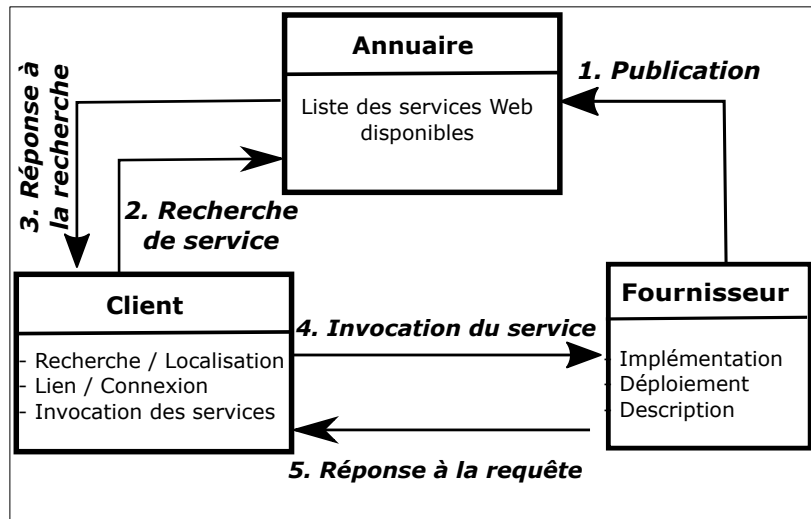 Annuaire
Liste des services Web
disponibles
1. Publication
2. Recherche
de service
3. Réponse à
la recherche
Client
- Recherche / Localisation
- Lien / Connexion
- Invocation des services
4. Invocation du service
Fournisseur
- Implémentation
- Déploiement
- Description
5. Réponse à la requête